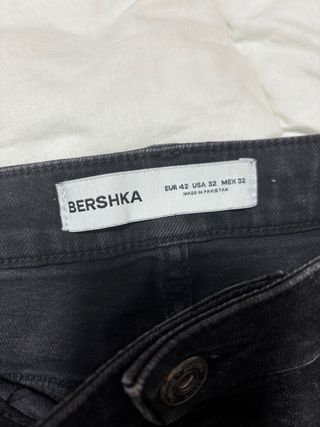 BERSHKA
EUR 42 USA 32 MEX 32
MADE IN PAKISTAN